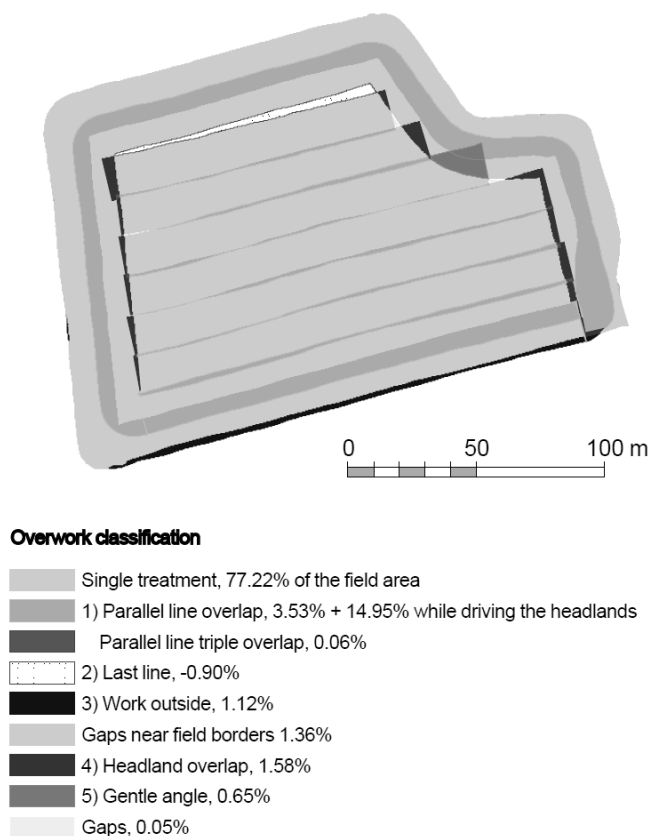 0 50 100 m
Overwork classification
Single treatment, 77.22% of the field area
1) Parallel line overlap, 3.53% + 14.95% while driving the headlands
Parallel line triple overlap, 0.06%
2) Last line, -0.90%
3) Work outside, 1.12%
Gaps near field borders 1.36%
4) Headland overlap, 1.58%
5) Gentle angle, 0.65%
Gaps, 0.05%